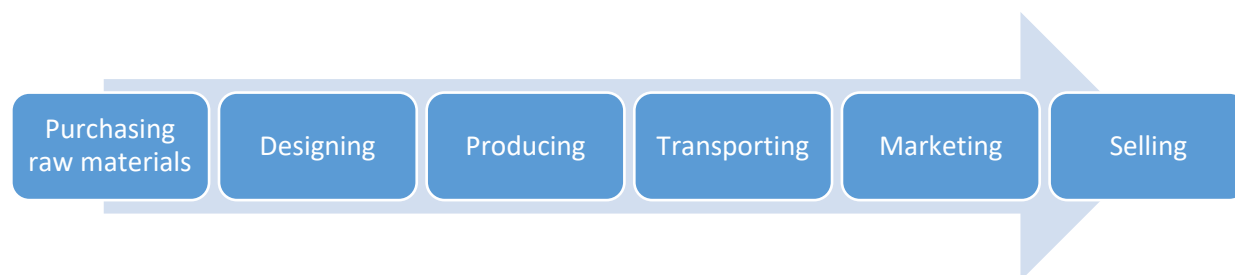 Purchasing
raw materials
Designing
Producing
Transporting
Marketing
Selling